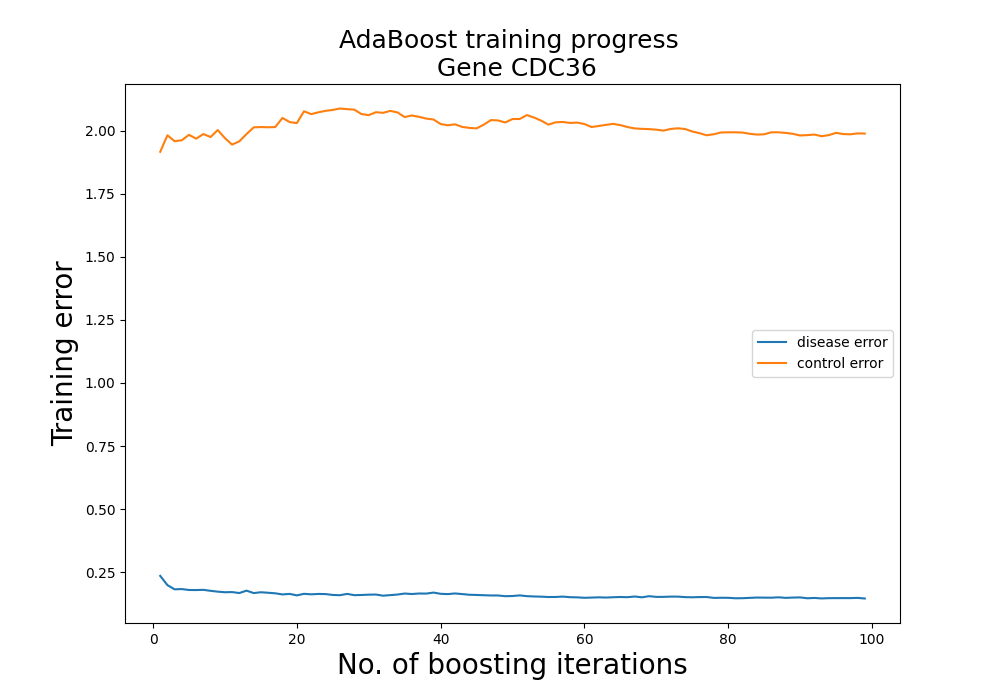 AdaBoost training progress
Gene CDC36
Training error
2.00
1.75
1.50
1.25
1.00
0.75
0.50
0.25
disease error
control error
0 20 40 60 80 100
No. of boosting iterations